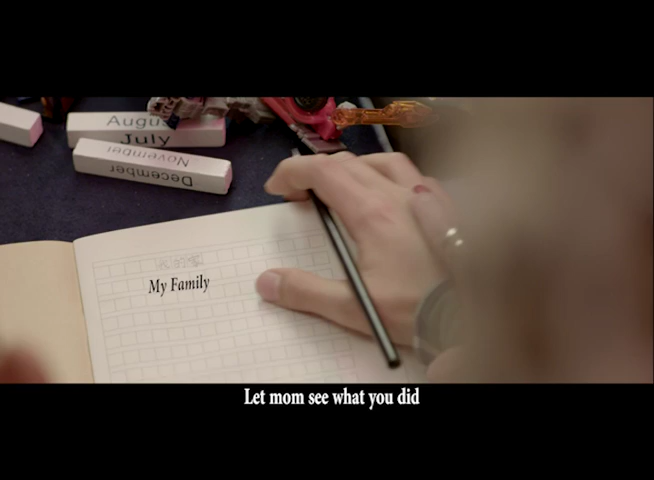 August
July
November
December
My Family
Let mom see what you did